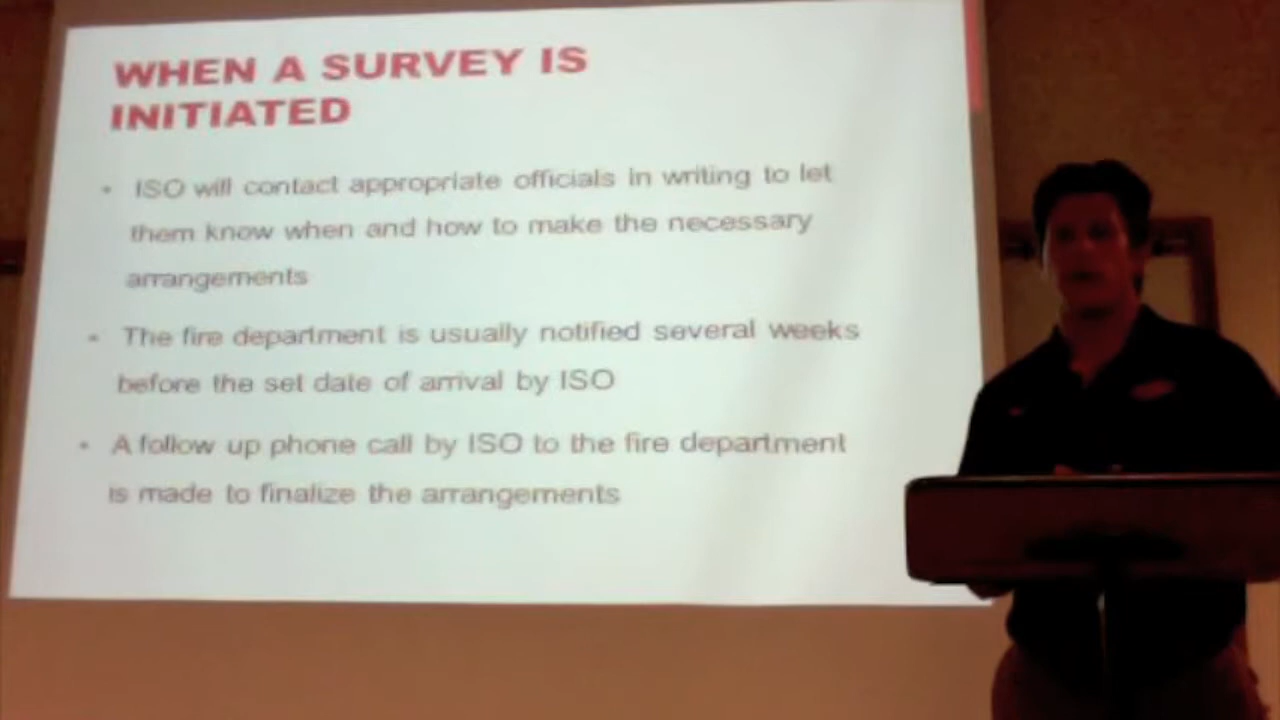 WHEN A SURVEY IS
INITIATED
• ISO will contact appropriate officials in writing to let
them know when and how to make the necessary
arrangements
• The fire department is usually notified several weeks
before the set date of arrival by ISO
• A follow up phone call by ISO to the fire department
is made to finalize the arrangements